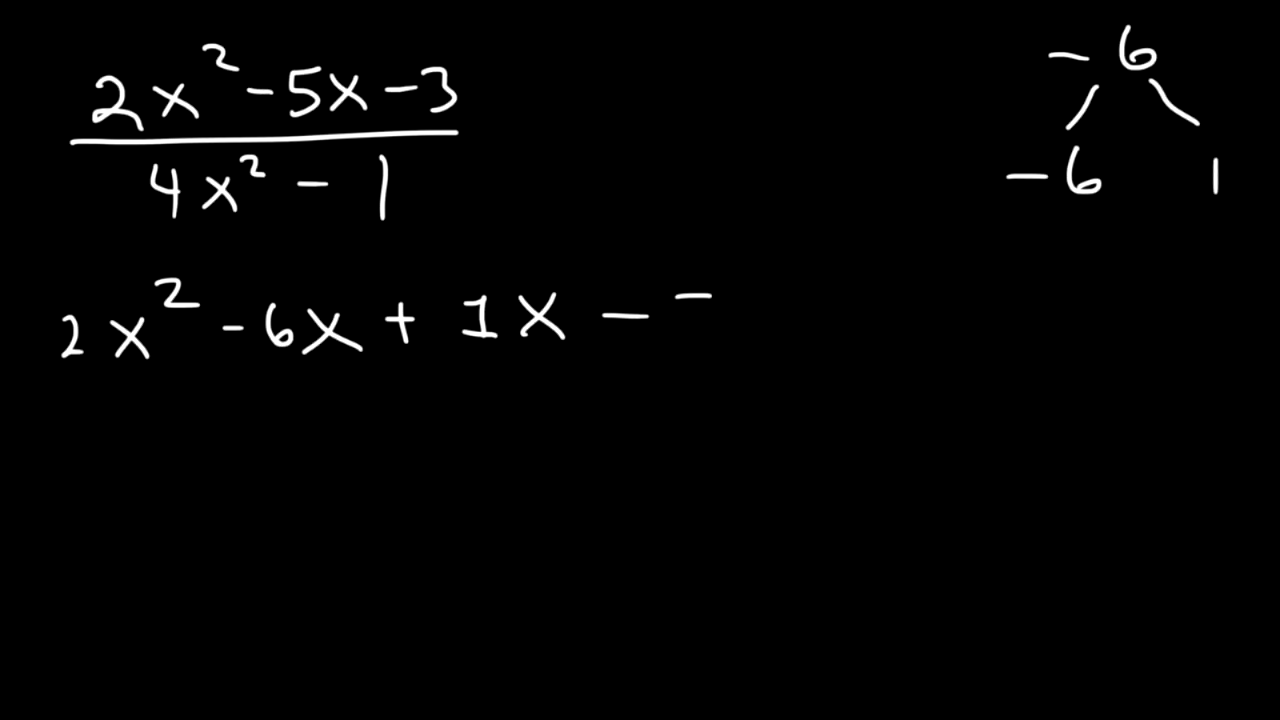 2x² -5x -3
4x² - 1
2x² - 6x + 1x -
- 6
- 6 1